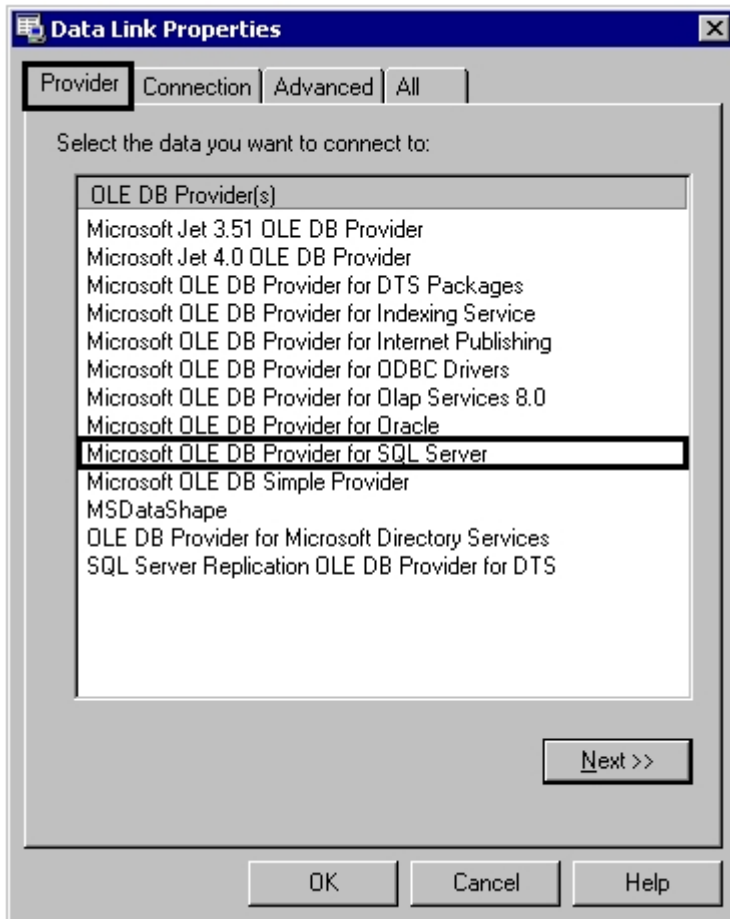 Data Link Properties
Provider Connection Advanced All
Select the data you want to connect to:
OLE DB Provider(s)
Microsoft Jet 3.51 OLE DB Provider
Microsoft Jet 4.0 OLE DB Provider
Microsoft OLE DB Provider for DTS Packages
Microsoft OLE DB Provider for Indexing Service
Microsoft OLE DB Provider for Internet Publishing
Microsoft OLE DB Provider for ODBC Drivers
Microsoft OLE DB Provider for Olap Services 8.0
Microsoft OLE DB Provider for Oracle
Microsoft OLE DB Provider for SQL Server
Microsoft OLE DB Simple Provider
MSDataShape
OLE DB Provider for Microsoft Directory Services
SQL Server Replication OLE DB Provider for DTS
Next >>
OK Cancel Help